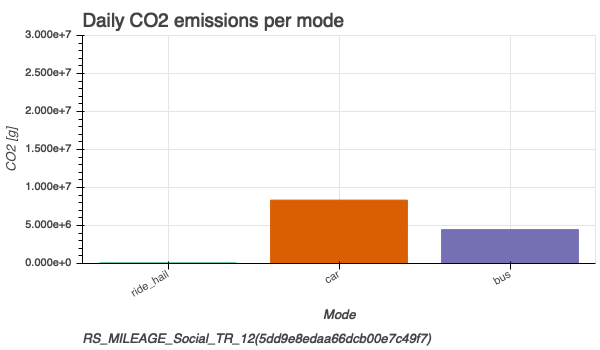 Daily CO2 emissions per mode
3.000e+7
2.500e+7
2.000e+7
1.500e+7
1.000e+7
5.000e+6
0.000e+0
CO2 [g]
ride_hail
car
bus
Mode
RS_MILEAGE_Social_TR_12(5dd9e8edaa66dcb00e7c49f7)